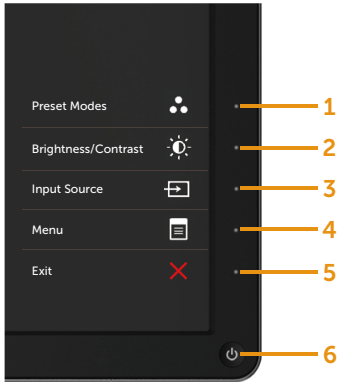 Preset Modes 1
Brightness/Contrast 2
Input Source 3
Menu 4
Exit 5
6